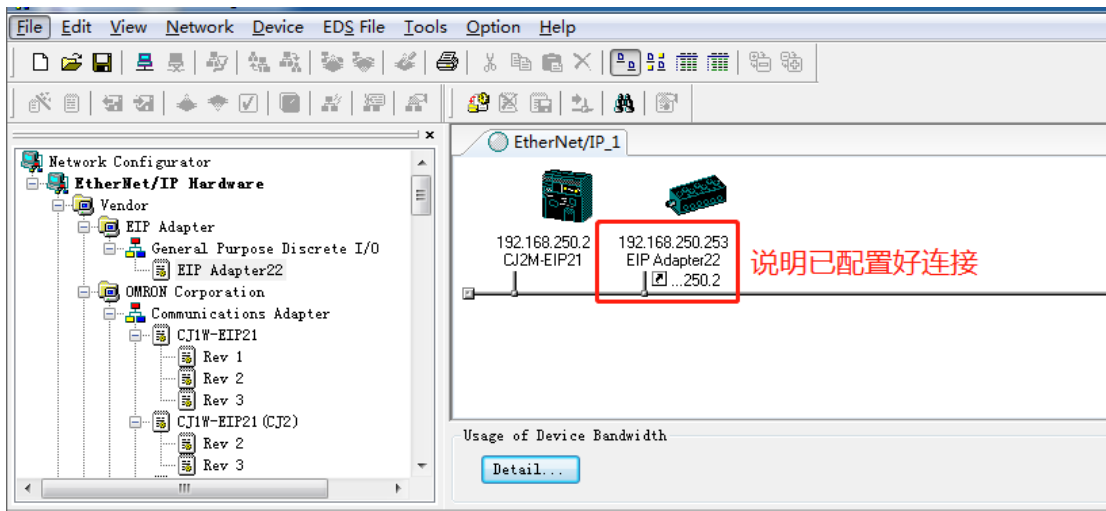 File Edit View Network Device EDS File Tools Option Help
EtherNet/IP_1
Network Configurator
EtherNet/IP Hardware
Vendor
EIP Adapter
General Purpose Discrete I/O
EIP Adapter22
OMRON Corporation
Communications Adapter
CJ1W-EIP21
Rev 1
Rev 2
Rev 3
CJ1W-EIP21(CJ2)
Rev 2
Rev 3
192.168.250.2
CJ2M-EIP21
192.168.250.253
EIP Adapter22
...250.2
说明已配置好连接
Usage of Device Bandwidth
Detail...